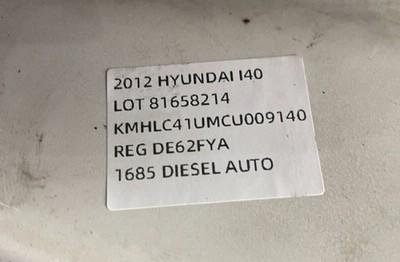 2012 HYUNDAI I40
LOT 81658214
KMHLC41UMCU009140
REG DE62FYA
1685 DIESEL AUTO